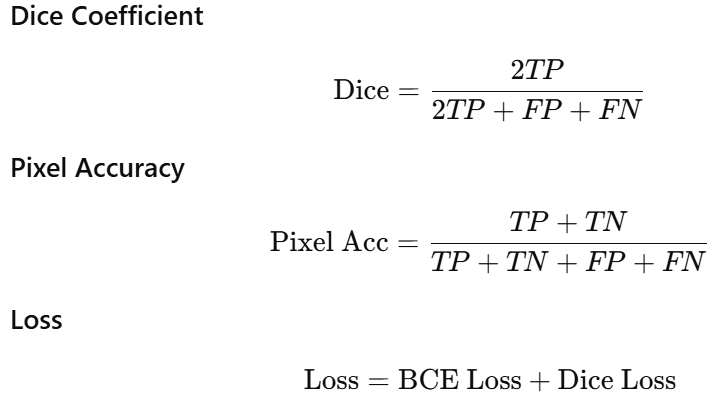 Dice Coefficient
Dice = 2TP / 2TP + FP + FN
Pixel Accuracy
Pixel Acc = TP + TN / TP + TN + FP + FN
Loss
Loss = BCE Loss + Dice Loss